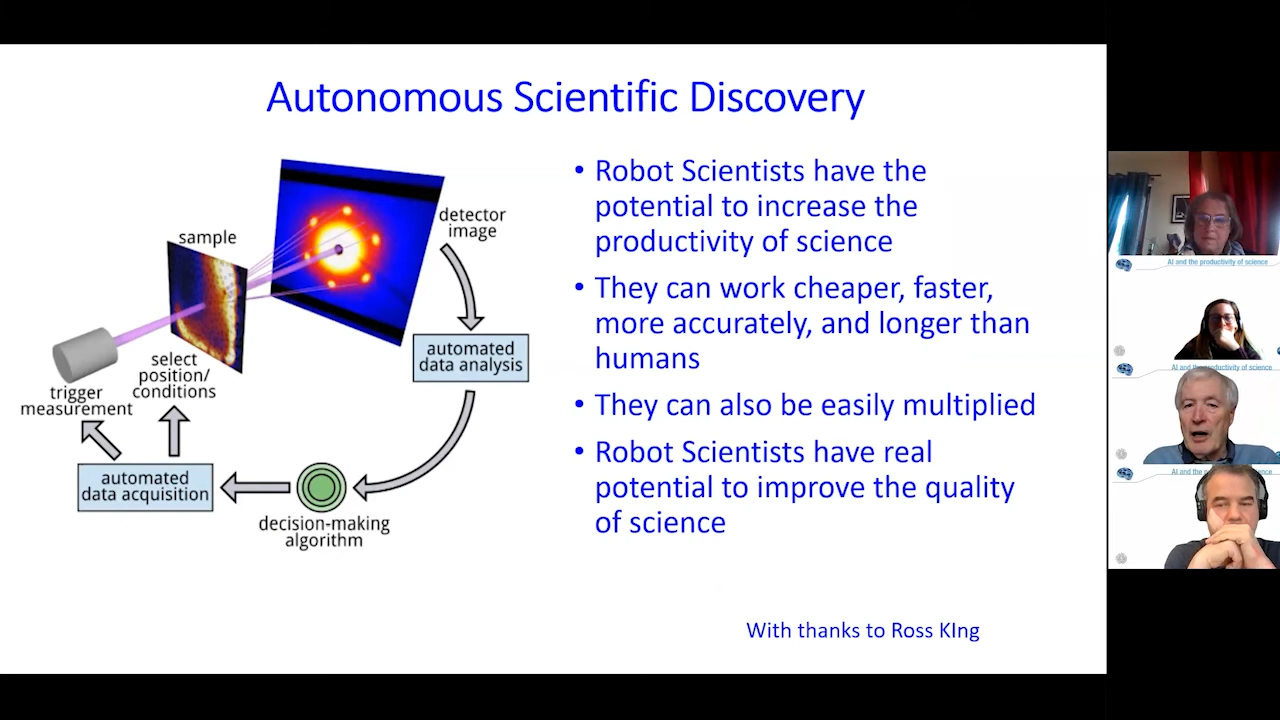 Autonomous Scientific Discovery
sample
detector
image
select
position/
conditions
trigger
measurement
automated
data analysis
automated
data acquisition
decision-making
algorithm
• Robot Scientists have the
potential to increase the
productivity of science
• They can work cheaper, faster,
more accurately, and longer than
humans
• They can also be easily multiplied
• Robot Scientists have real
potential to improve the quality
of science
With thanks to Ross KIng
AI and the productivity of science
AI and the productivity of science
AI and the